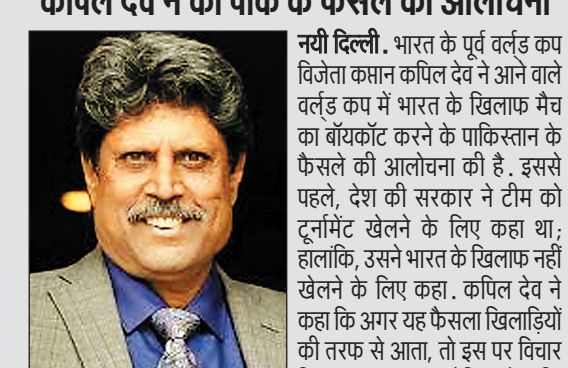 कपिल देव ने की पाक के फैसले की आलोचना
नयी दिल्ली. भारत के पूर्व वर्ल्ड कप
विजेता कप्तान कपिल देव ने आने वाले
वर्ल्ड कप में भारत के खिलाफ मैच
का बॉयकॉट करने के पाकिस्तान के
फैसले की आलोचना की है. इससे
पहले, देश की सरकार ने टीम को
टूर्नामेंट खेलने के लिए कहा था;
हालांकि, उसने भारत के खिलाफ नहीं
खेलने के लिए कहा. कपिल देव ने
कहा कि अगर यह फैसला खिलाड़ियों
की तरफ से आता, तो इस पर विचार